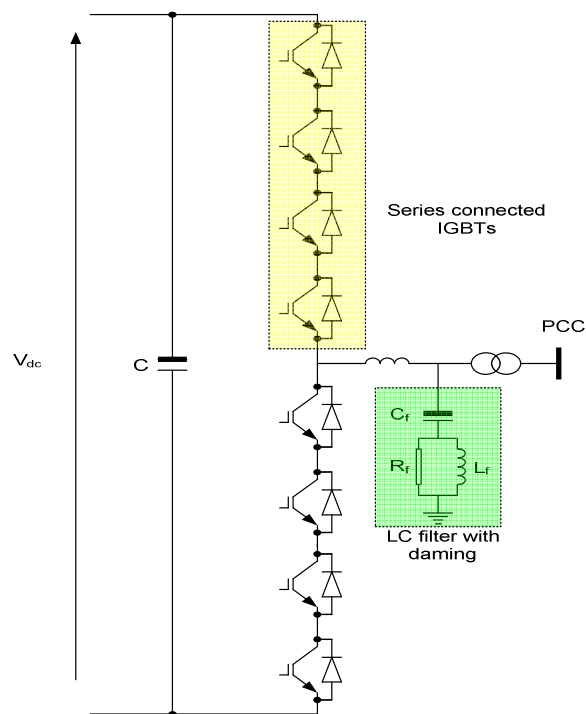 Series connected
IGBTs
PCC
Vdc
C
Cf
Rf
Lf
LC filter with
daming